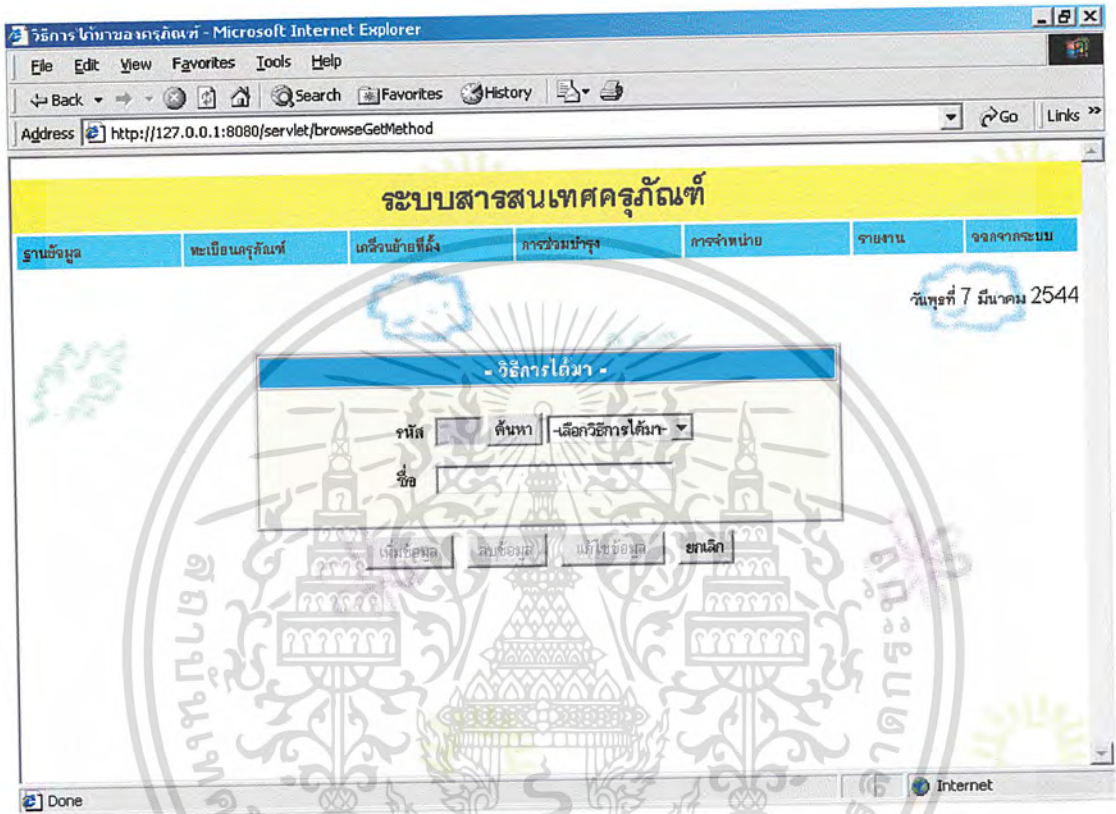 วิธีการได้มาของครุภัณฑ์ - Microsoft Internet Explorer
File Edit View Favorites Tools Help
Back Search Favorites History
Address http://127.0.0.1:8080/servlet/browseGetMethod Go Links »
ระบบสารสนเทศครุภัณฑ์
ฐานข้อมูล ทะเบียนครุภัณฑ์ เคลื่อนย้ายที่ตั้ง การซ่อมบำรุง การจำหน่าย รายงาน ออกจากระบบ
วันพุธที่ 7 มีนาคม 2544
- วิธีการได้มา -
รหัส ค้นหา -เลือกวิธีการได้มา-
ชื่อ
เพิ่มข้อมูล ลบข้อมูล แก้ไขข้อมูล ยกเลิก
Done Internet